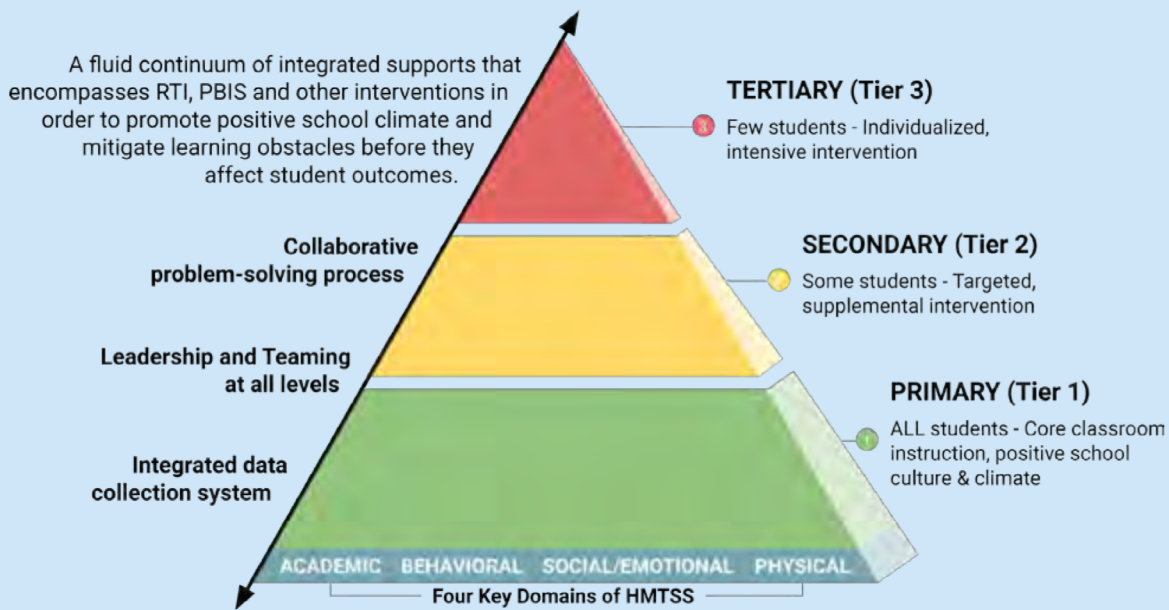 A fluid continuum of integrated supports that
encompasses RTI, PBIS and other interventions in
order to promote positive school climate and
mitigate learning obstacles before they
affect student outcomes.
TERTIARY (Tier 3)
3
Few students - Individualized,
intensive intervention
Collaborative
problem-solving process
SECONDARY (Tier 2)
Some students - Targeted,
supplemental intervention
Leadership and Teaming
at all levels
PRIMARY (Tier 1)
1
ALL students - Core classroom
instruction, positive school
culture & climate
Integrated data
collection system
ACADEMIC BEHAVIORAL SOCIAL/EMOTIONAL PHYSICAL
Four Key Domains of HMTSS